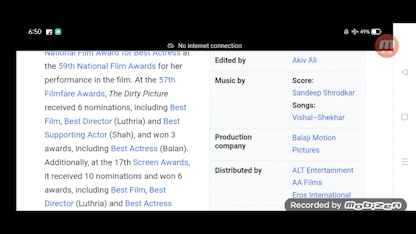 6:50
49%
No internet connection
National Film Award for Best Actress at
the 59th National Film Awards for her
performance in the film. At the 57th
Filmfare Awards, The Dirty Picture
received 6 nominations, including Best
Film, Best Director (Luthria) and Best
Supporting Actor (Shah), and won 3
awards, including Best Actress (Balan).
Additionally, at the 17th Screen Awards,
it received 10 nominations and won 6
awards, including Best Film, Best
Director (Luthria) and Best Actress
Edited by Akiv Ali
Music by Score:
Sandeep Shirodkar
Songs:
Vishal–Shekhar
Production Balaji Motion
company Pictures
Distributed by ALT Entertainment
AA Films
Eros International
Recorded by Mobizen